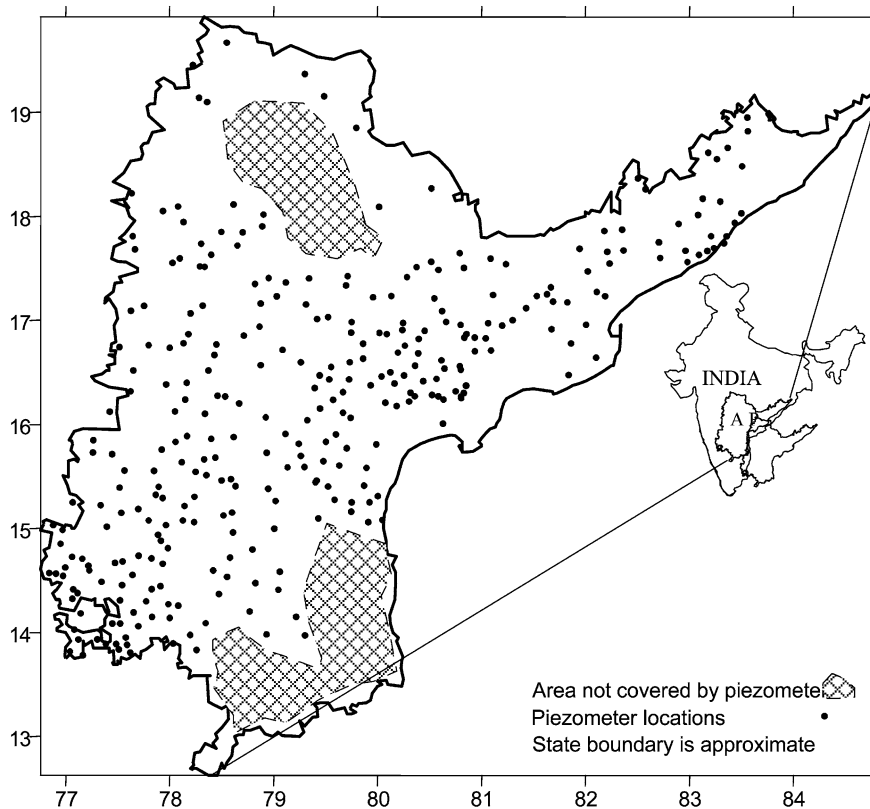 19
18
17
16
15
14
13
INDIA
A P
Area not covered by piezometer
Piezometer locations
State boundary is approximate
77 78 79 80 81 82 83 84